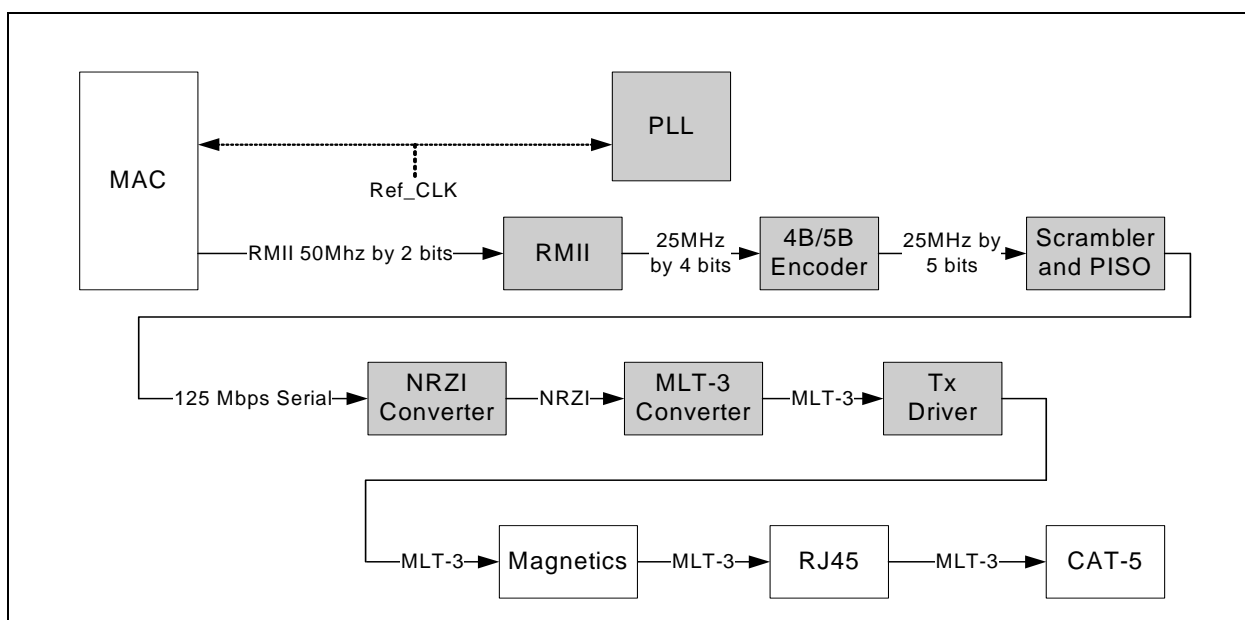 PLL
MAC
Ref_CLK
RMII 50Mhz by 2 bits
RMII
25MHz
by 4 bits
4B/5B
Encoder
25MHz by
5 bits
Scrambler
and PISO
125 Mbps Serial
NRZI
Converter
NRZI
MLT-3
Converter
MLT-3
Tx
Driver
MLT-3
Magnetics
MLT-3
RJ45
MLT-3
CAT-5